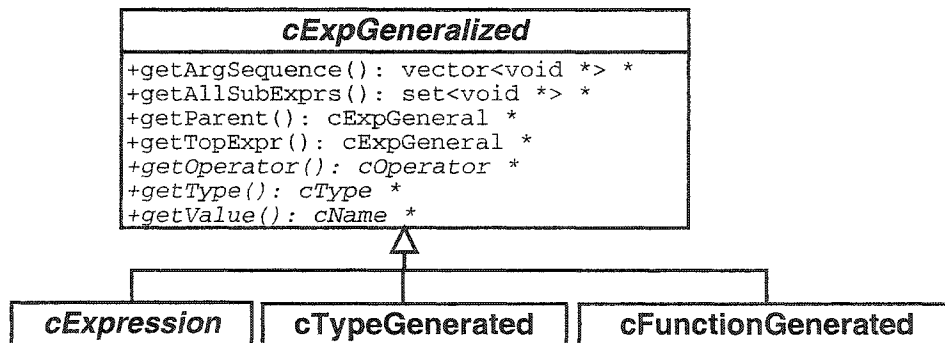 cExpGeneralized
+getArgSequence(): vector<void *> *
+getAllSubExprs(): set<void *> *
+getParent(): cExpGeneral *
+getTopExpr(): cExpGeneral *
+getOperator(): cOperator *
+getType(): cType *
+getValue(): cName *
cExpression cTypeGenerated cFunctionGenerated